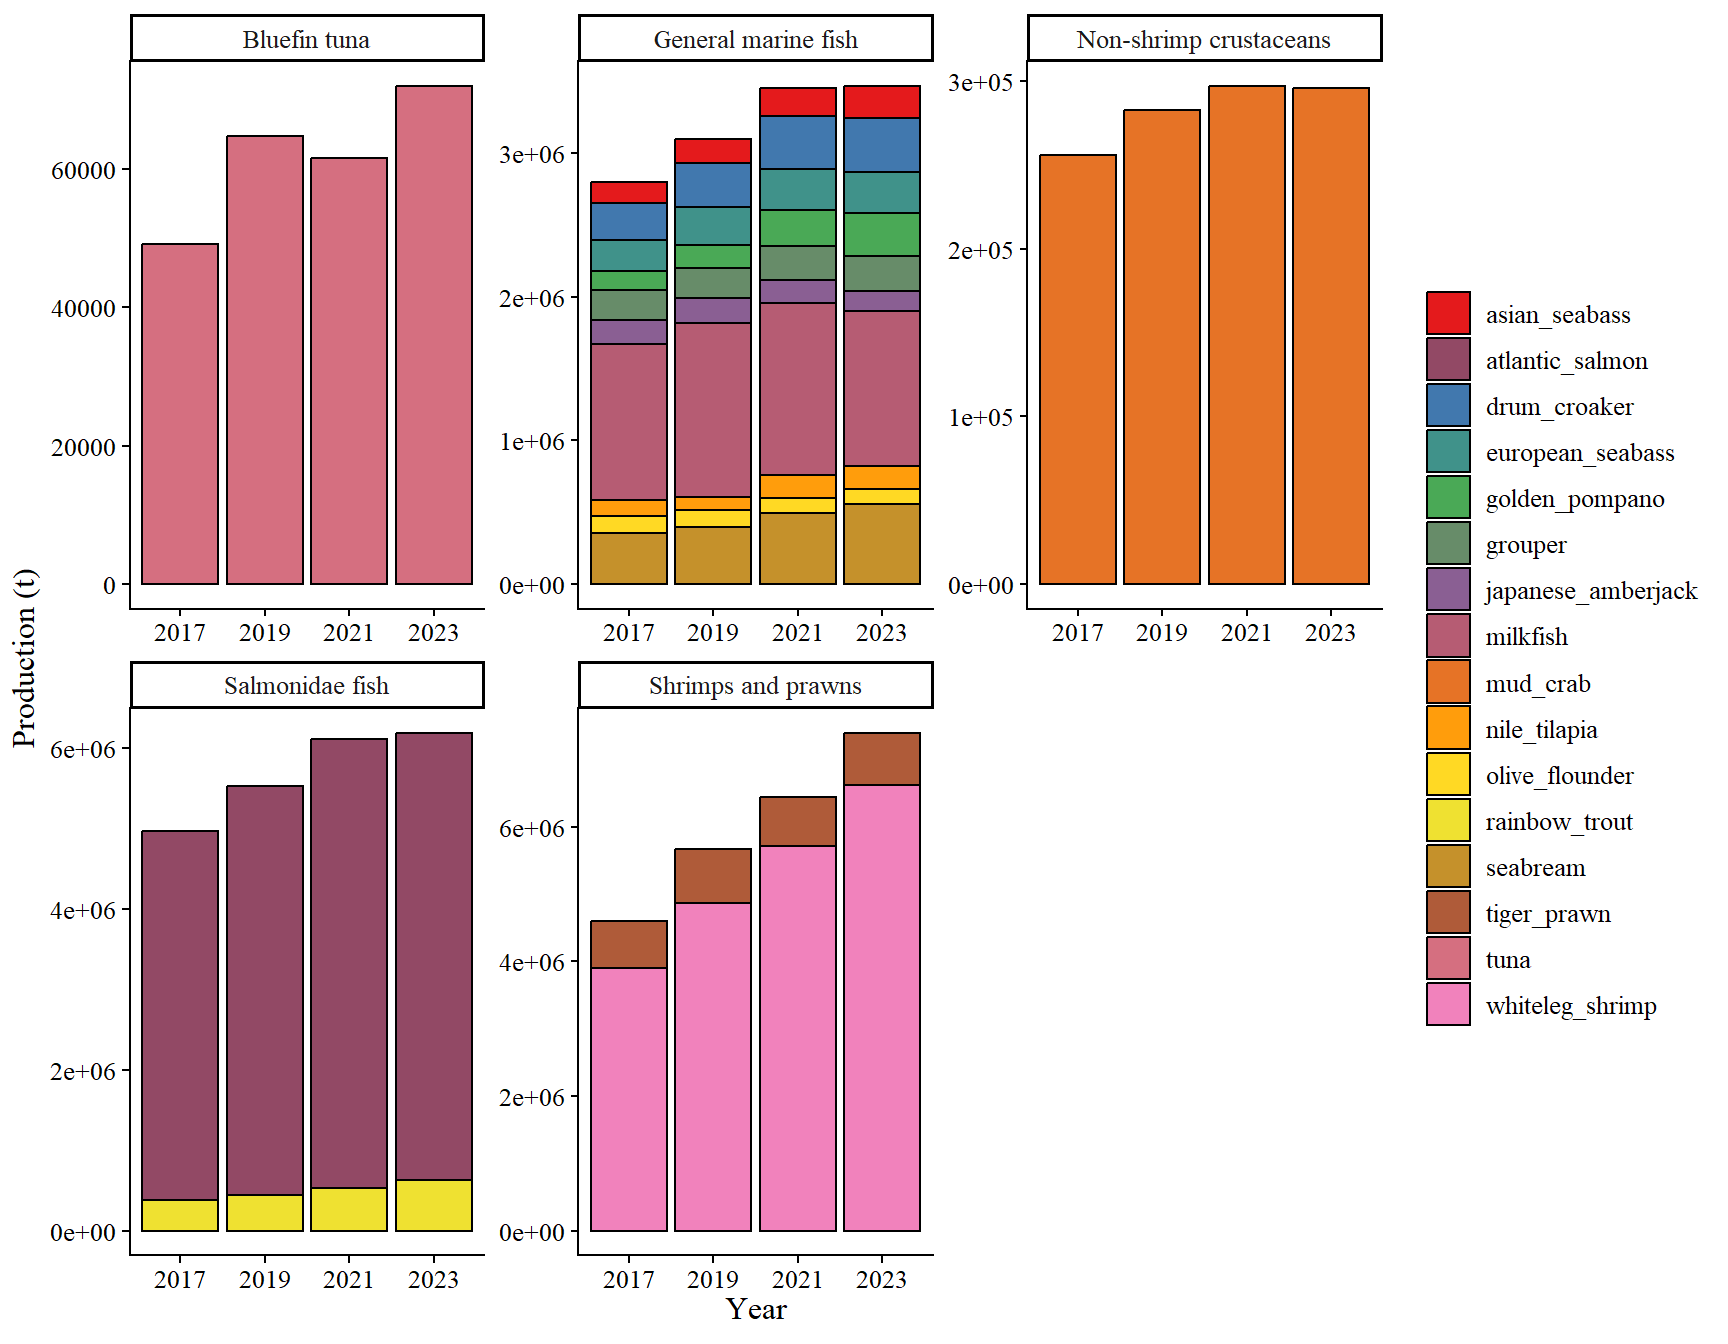 Bluefin tuna
General marine fish
Non-shrimp crustaceans
60000
40000
20000
0
2017 2019 2021 2023
3e+06
2e+06
1e+06
0e+00
2017 2019 2021 2023
3e+05
2e+05
1e+05
0e+00
2017 2019 2021 2023
Production (t)
Salmonidae fish
Shrimps and prawns
6e+06
4e+06
2e+06
0e+00
2017 2019 2021 2023
6e+06
4e+06
2e+06
0e+00
2017 2019 2021 2023
Year
asian_seabass
atlantic_salmon
drum_croaker
european_seabass
golden_pompano
grouper
japanese_amberjack
milkfish
mud_crab
nile_tilapia
olive_flounder
rainbow_trout
seabream
tiger_prawn
tuna
whiteleg_shrimp